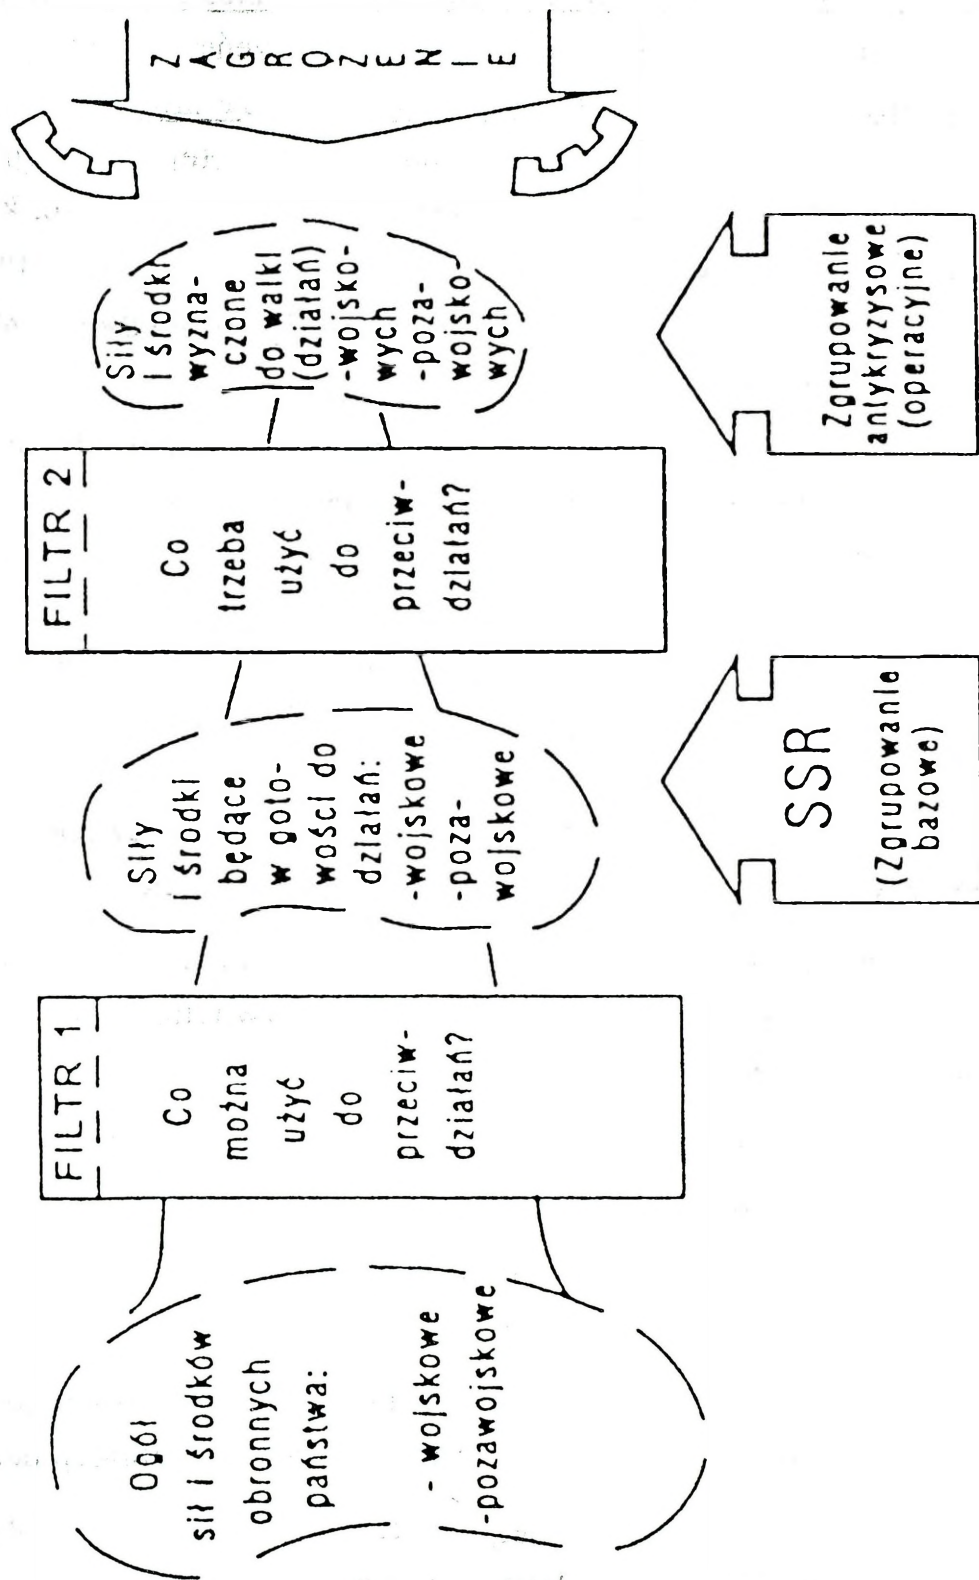 Ogół
sił i środków
obronnych
państwa:
- wojskowe
-pozawojskowe
FILTR 1
Co
można
użyć
do
przeciw-
działań?
Siły
i środki
będące
w goto-
wości do
działań:
-wojskowe
-poza-
wojskowe
FILTR 2
Co
trzeba
użyć
do
przeciw-
działań?
Siły
i środki
wyzna-
czone
do walki
(działań)
-wojsko-
wych
-poza-
wojsko-
wych
ZAGROZENIE
SSR
(Zgrupowanie
bazowe)
Zgrupowanie
antykryzysowe
(operacyjne)